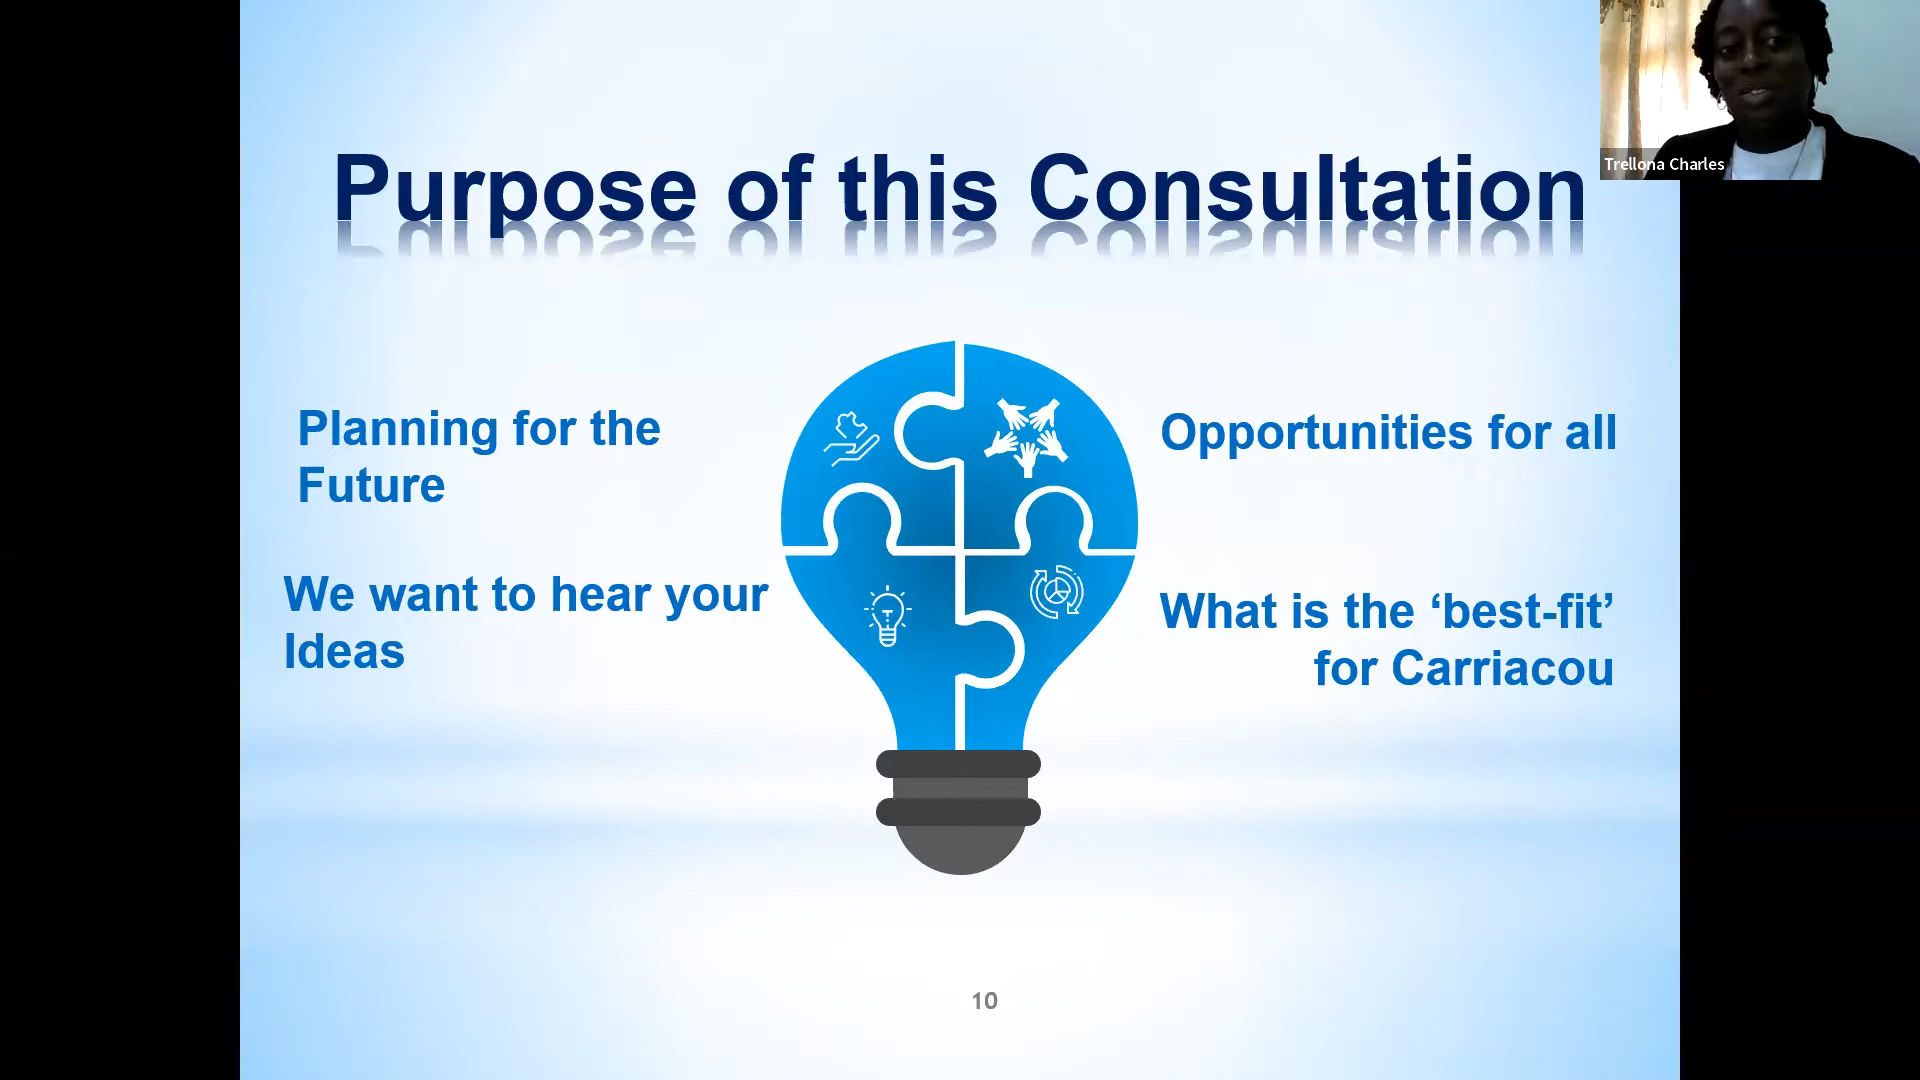 Purpose of this Consultation
Trellona Charles
Planning for the
Future
Opportunities for all
We want to hear your
Ideas
What is the ‘best-fit’
for Carriacou
10